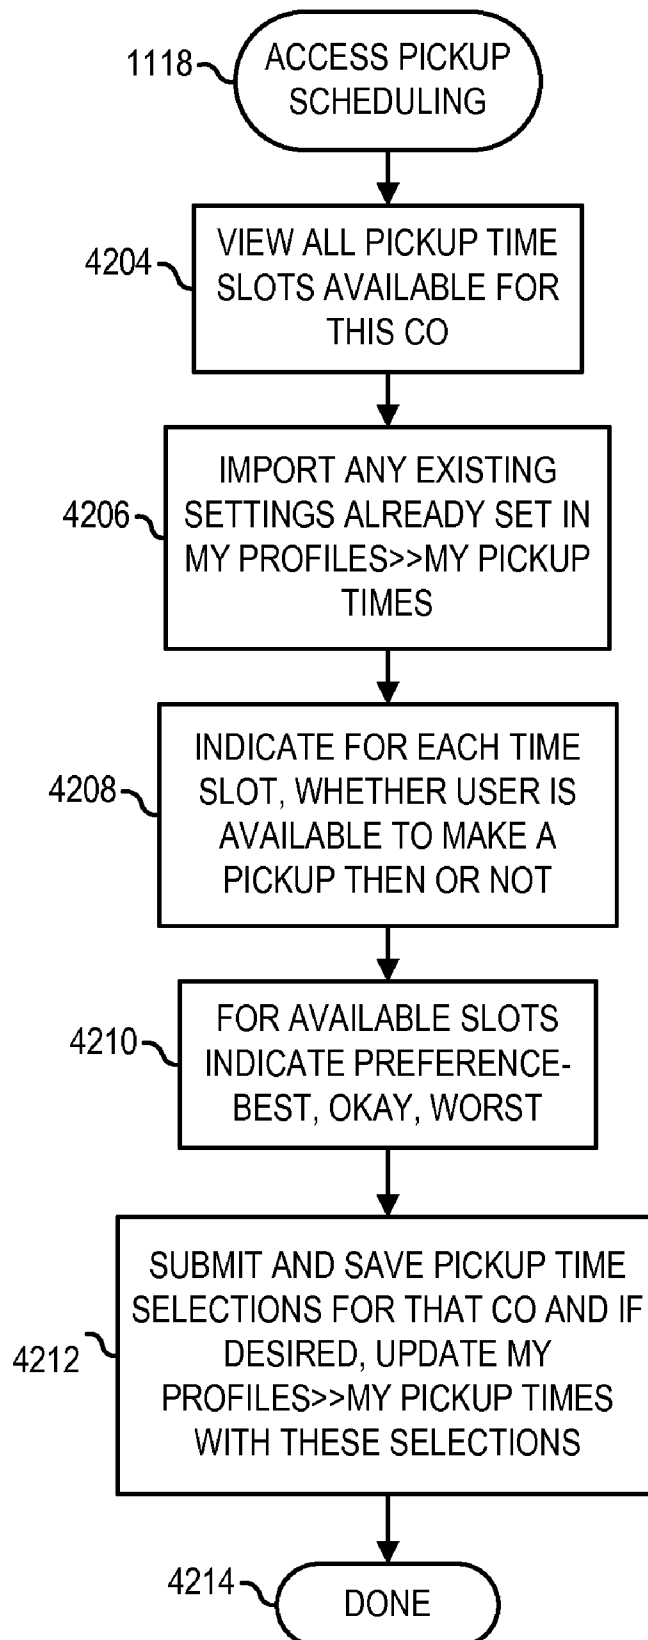 1118
ACCESS PICKUP
SCHEDULING
4204
VIEW ALL PICKUP TIME
SLOTS AVAILABLE FOR
THIS CO
4206
IMPORT ANY EXISTING
SETTINGS ALREADY SET IN
MY PROFILES>>MY PICKUP
TIMES
4208
INDICATE FOR EACH TIME
SLOT, WHETHER USER IS
AVAILABLE TO MAKE A
PICKUP THEN OR NOT
4210
FOR AVAILABLE SLOTS
INDICATE PREFERENCE-
BEST, OKAY, WORST
4212
SUBMIT AND SAVE PICKUP TIME
SELECTIONS FOR THAT CO AND IF
DESIRED, UPDATE MY
PROFILES>>MY PICKUP TIMES
WITH THESE SELECTIONS
4214
DONE